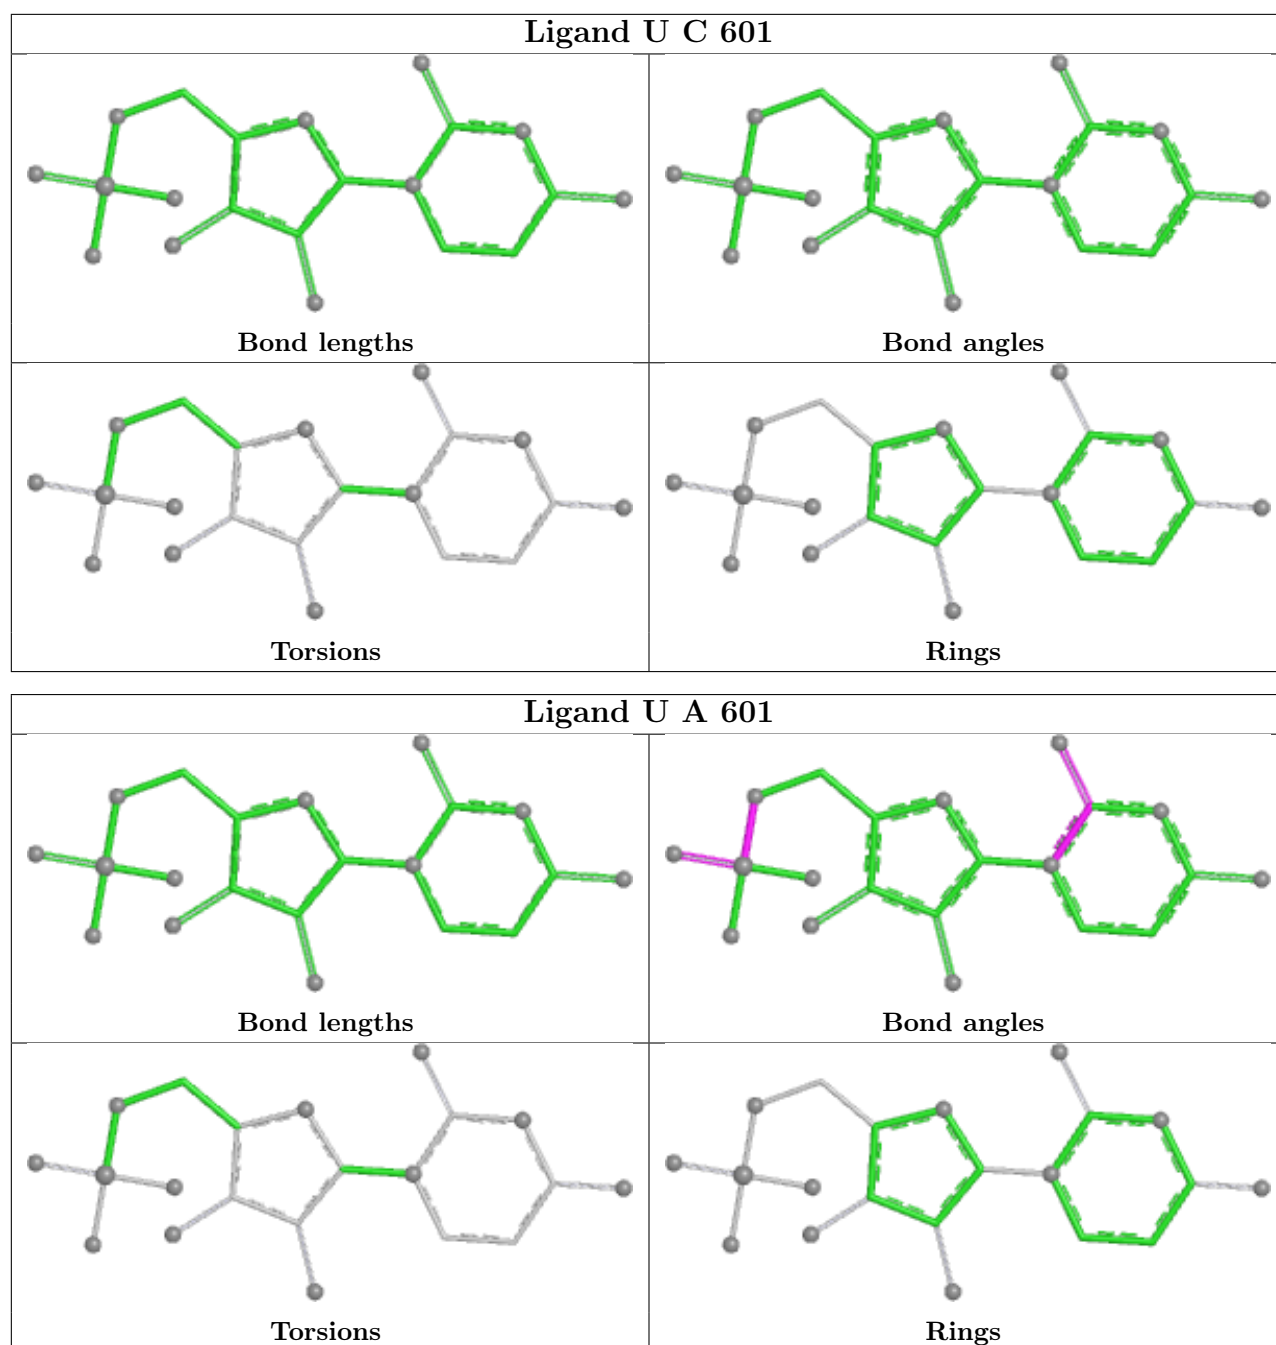 Ligand U C 601
Bond lengths
Bond angles
Torsions
Rings
Ligand U A 601
Bond lengths
Bond angles
Torsions
Rings